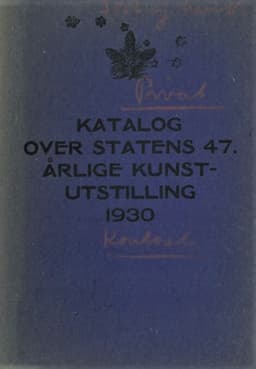 Privat
KATALOG
OVER STATENS 47.
ÅRLIGE KUNST-
UTSTILLING
1930